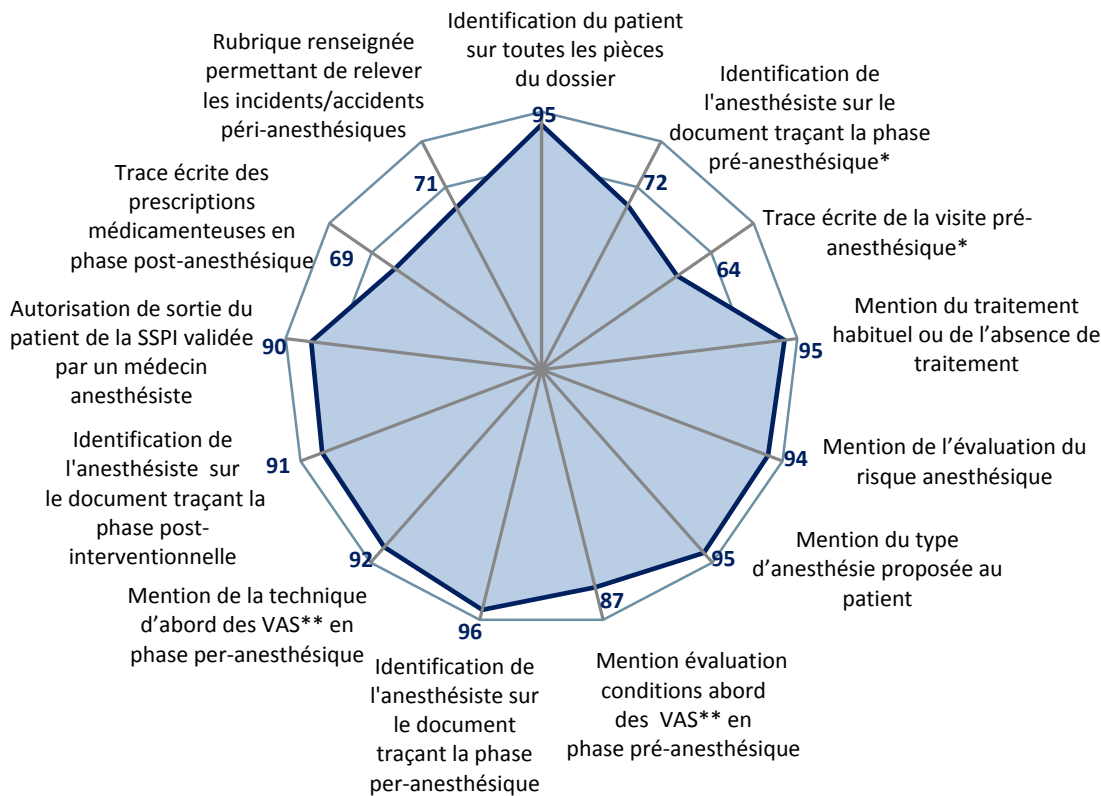 Identification du patient
sur toutes les pièces
du dossier
95
Identification de
l'anesthésiste sur le
document traçant la phase
pré-anesthésique*
72
Trace écrite de la visite pré-
anesthésique*
64
Mention du traitement
habituel ou de l’absence de
traitement
95
Mention de l’évaluation du
risque anesthésique
94
Mention du type
d’anesthésie proposée au
patient
95
Mention évaluation
conditions abord
des VAS** en
phase pré-anesthésique
87
Identification de
l'anesthésiste sur
le document
traçant la phase
per-anesthésique
96
Mention de la technique
d’abord des VAS** en
phase per-anesthésique
92
Identification de
l'anesthésiste sur
le document traçant la
phase post-
interventionnelle
91
Autorisation de sortie du
patient de la SSPI validée
par un médecin
anesthésiste
90
Trace écrite des
prescriptions
médicamenteuses en
phase post-anesthésique
69
Rubrique renseignée
permettant de relever
les incidents/accidents
péri-anesthésiques
71